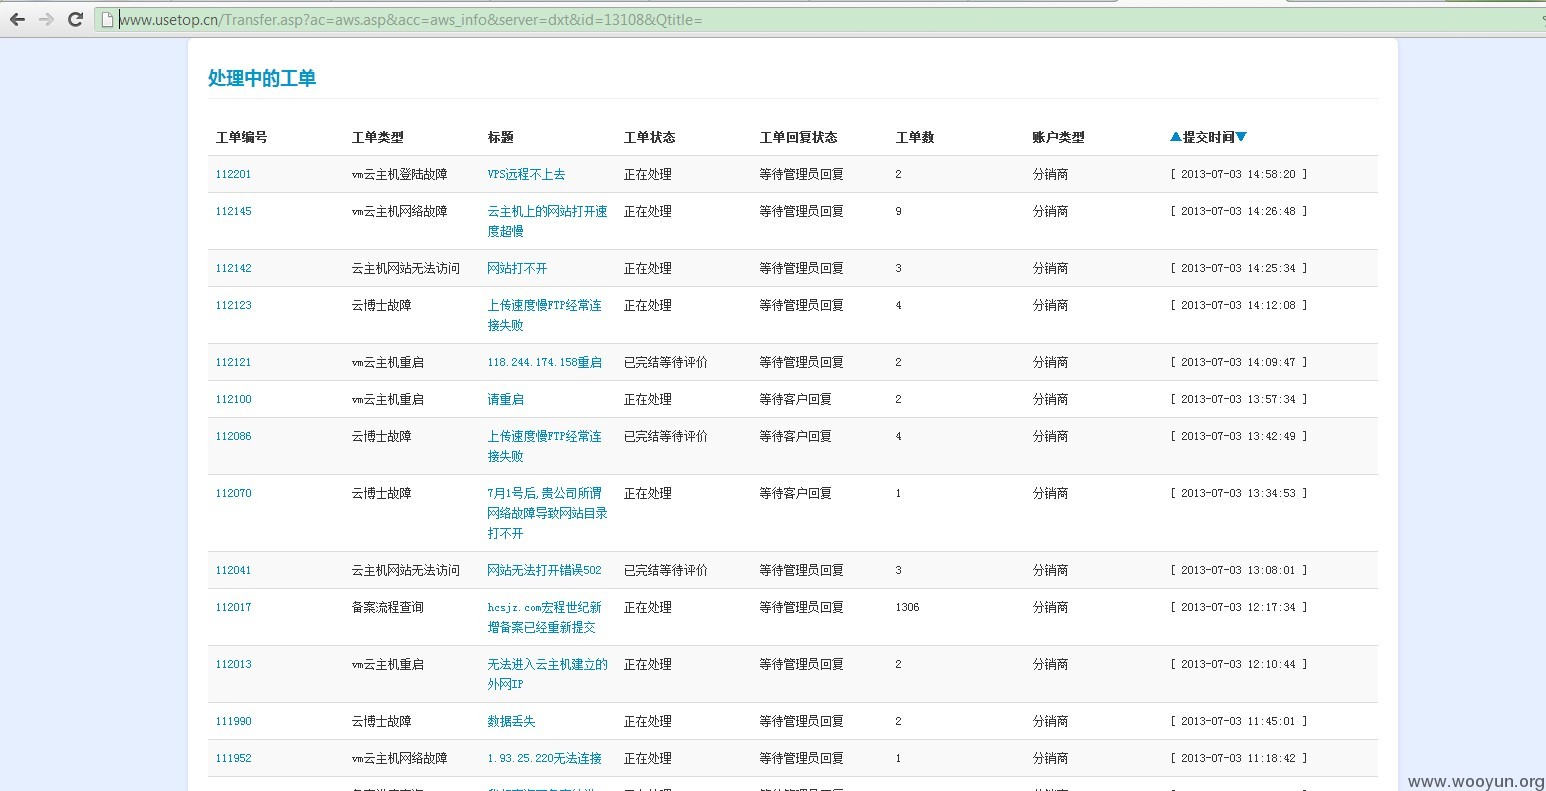 www.usetop.cn/Transfer.asp?ac=aws.asp&acc=aws_info&server=dxt&id=13108&Qtitle=
处理中的工单
工单编号 工单类型 标题 工单状态 工单回复状态 工单数 账户类型 ▲提交时间▼
112201 vm云主机登陆故障 VPS远程不上去 正在处理 等待管理员回复 2 分销商 [ 2013-07-03 14:58:20 ]
112145 vm云主机网络故障 云主机上的网站打开速 正在处理 等待管理员回复 9 分销商 [ 2013-07-03 14:26:48 ]
度超慢
112142 云主机网站无法访问 网站打不开 正在处理 等待管理员回复 3 分销商 [ 2013-07-03 14:25:34 ]
112123 云博士故障 上传速度慢FTP经常连 正在处理 等待管理员回复 4 分销商 [ 2013-07-03 14:12:08 ]
接失败
112121 vm云主机重启 118.244.174.158重启 已完结等待评价 等待管理员回复 2 分销商 [ 2013-07-03 14:09:47 ]
112100 vm云主机重启 请重启 正在处理 等待客户回复 2 分销商 [ 2013-07-03 13:57:34 ]
112086 云博士故障 上传速度慢FTP经常连 已完结等待评价 等待客户回复 4 分销商 [ 2013-07-03 13:42:49 ]
接失败
112070 云博士故障 7月1号后,贵公司所谓 正在处理 等待客户回复 1 分销商 [ 2013-07-03 13:34:53 ]
网络故障导致网站目录
打不开
112041 云主机网站无法访问 网站无法打开错误502 已完结等待评价 等待管理员回复 3 分销商 [ 2013-07-03 13:08:01 ]
112017 备案流程查询 hcsjz.com宏程世纪新 正在处理 等待管理员回复 1306 分销商 [ 2013-07-03 12:17:34 ]
增备案已经重新提交
112013 vm云主机重启 无法进入云主机建立的 正在处理 等待管理员回复 2 分销商 [ 2013-07-03 12:10:44 ]
外网IP
111990 云博士故障 数据丢失 正在处理 等待管理员回复 2 分销商 [ 2013-07-03 11:45:01 ]
111952 vm云主机网络故障 1.93.25.220无法连接 正在处理 等待管理员回复 1 分销商 [ 2013-07-03 11:18:42 ]
www.wooyun.org